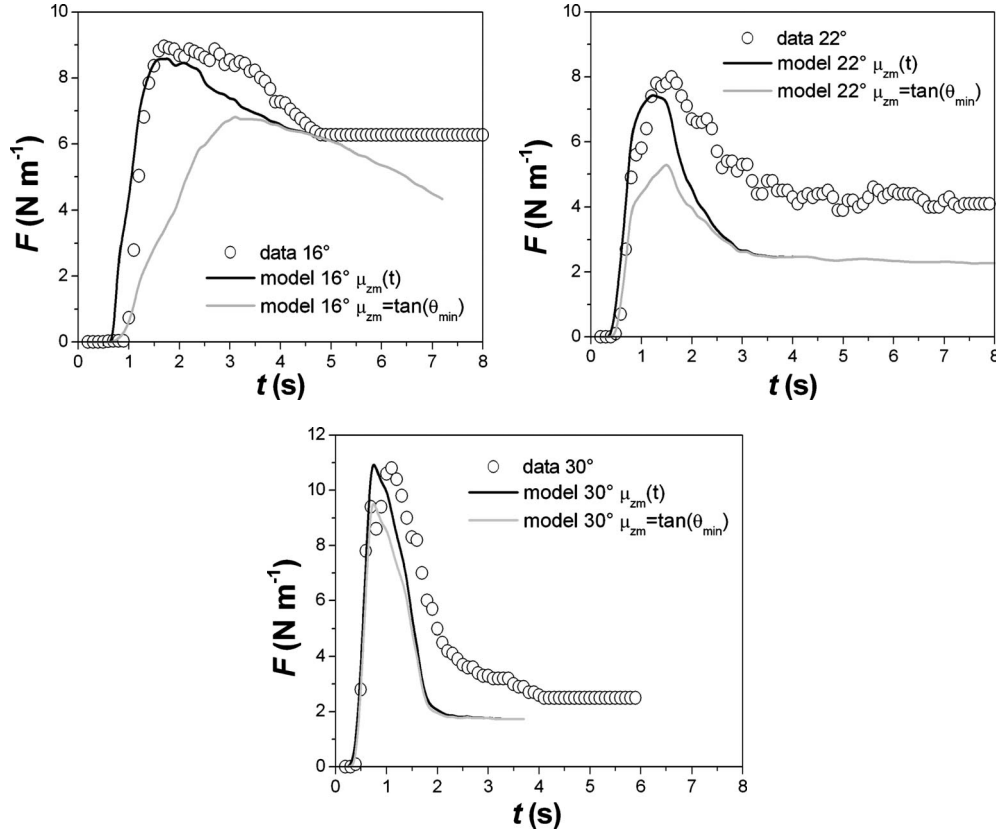 10
8
6
4
2
0
F (N m⁻¹)
data 16°
model 16° μzm(t)
model 16° μzm=tan(θmin)
0 1 2 3 4 5 6 7 8
t (s)
10
8
6
4
2
0
F (N m⁻¹)
data 22°
model 22° μzm(t)
model 22° μzm=tan(θmin)
0 1 2 3 4 5 6 7 8
t (s)
12
10
8
6
4
2
0
F (N m⁻¹)
data 30°
model 30° μzm(t)
model 30° μzm=tan(θmin)
0 1 2 3 4 5 6 7 8
t (s)